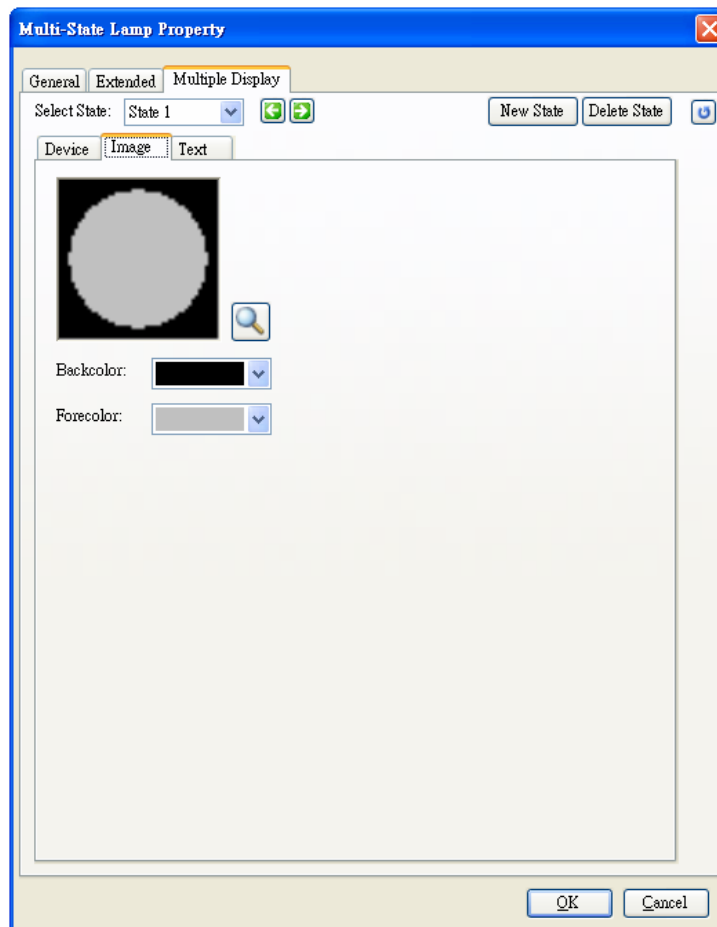 Multi-State Lamp Property
General Extended Multiple Display
Select State: State 1 New State Delete State
Device Image Text
Backcolor:
Forecolor:
OK Cancel